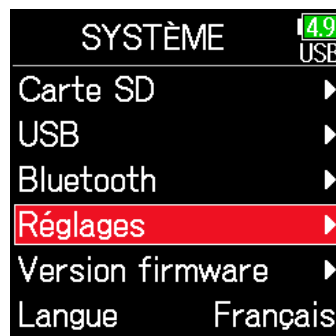 SYSTÈME
4.9
USB
Carte SD
USB
Bluetooth
Réglages
Version firmware
Langue Français